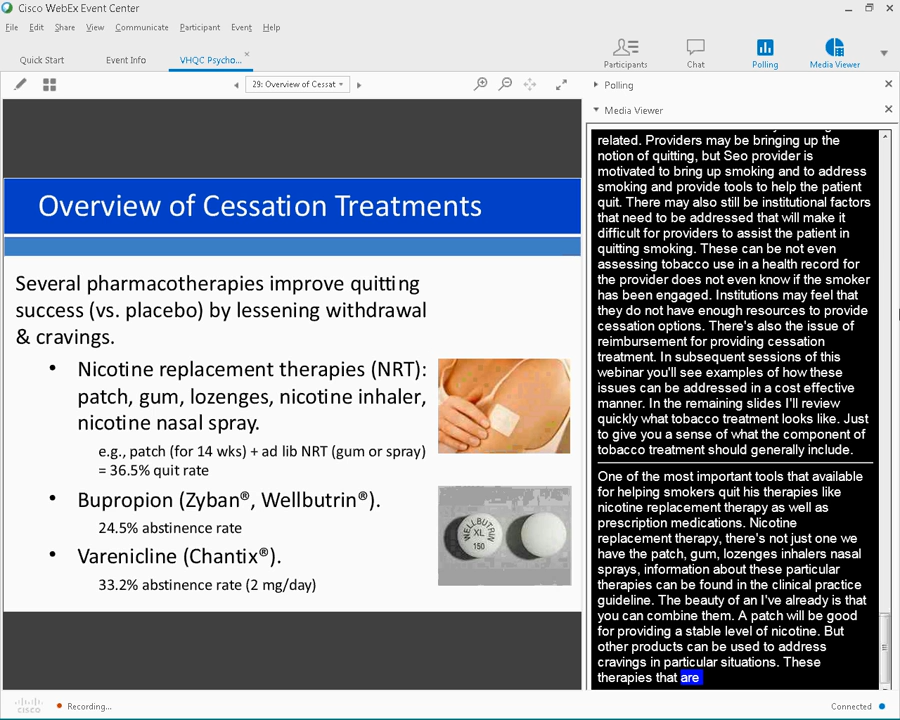 Cisco WebEx Event Center
File Edit Share View Communicate Participant Event Help
Quick Start Event Info VHQC Psycho...
Participants Chat Polling Media Viewer
29: Overview of Cessat
Polling
Media Viewer
Overview of Cessation Treatments
Several pharmacotherapies improve quitting
success (vs. placebo) by lessening withdrawal
& cravings.
• Nicotine replacement therapies (NRT):
patch, gum, lozenges, nicotine inhaler,
nicotine nasal spray.
e.g., patch (for 14 wks) + ad lib NRT (gum or spray)
= 36.5% quit rate
• Bupropion (Zyban®, Wellbutrin®).
24.5% abstinence rate
• Varenicline (Chantix®).
33.2% abstinence rate (2 mg/day)
WELLBUTRIN
XL
150
related. Providers may be bringing up the
notion of quitting, but Seo provider is
motivated to bring up smoking and to address
smoking and provide tools to help the patient
quit. There may also still be institutional factors
that need to be addressed that will make it
difficult for providers to assist the patient in
quitting smoking. These can be not even
assessing tobacco use in a health record for
the provider does not even know if the smoker
has been engaged. Institutions may feel that
they do not have enough resources to provide
cessation options. There's also the issue of
reimbursement for providing cessation
treatment. In subsequent sessions of this
webinar you'll see examples of how these
issues can be addressed in a cost effective
manner. In the remaining slides I'll review
quickly what tobacco treatment looks like. Just
to give you a sense of what the component of
tobacco treatment should generally include.
One of the most important tools that available
for helping smokers quit his therapies like
nicotine replacement therapy as well as
prescription medications. Nicotine
replacement therapy, there's not just one we
have the patch, gum, lozenges inhalers nasal
sprays, information about these particular
therapies can be found in the clinical practice
guideline. The beauty of an I've already is that
you can combine them. A patch will be good
for providing a stable level of nicotine. But
other products can be used to address
cravings in particular situations. These
therapies that are
cisco
Recording...
Connected